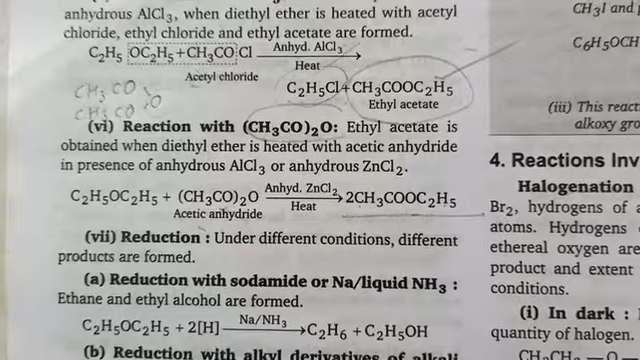 anhydrous AlCl₃, when diethyl ether is heated with acetyl
chloride, ethyl chloride and ethyl acetate are formed.
C₂H₅ OC₂H₅ + CH₃CO Cl Anhyd. AlCl₃ Heat
Acetyl chloride
C₂H₅Cl + CH₃COOC₂H₅
Ethyl acetate
CH₃CO
CH₃CO >O
(vi) Reaction with (CH₃CO)₂O: Ethyl acetate is
obtained when diethyl ether is heated with acetic anhydride
in presence of anhydrous AlCl₃ or anhydrous ZnCl₂.
C₂H₅OC₂H₅ + (CH₃CO)₂O Anhyd. ZnCl₂ Heat → 2CH₃COOC₂H₅
Acetic anhydride
(vii) Reduction : Under different conditions, different
products are formed.
(a) Reduction with sodamide or Na/liquid NH₃ :
Ethane and ethyl alcohol are formed.
C₂H₅OC₂H₅ + 2[H] Na/NH₃ → C₂H₆ + C₂H₅OH
(b) Reduction with alkyl derivatives of
CH₃I and
C₆H₅OCH
(iii) This react
alkoxy gro
4. Reactions Inv
Halogenation
Br₂, hydrogens of a
atoms. Hydrogens
ethereal oxygen are
product and extent
conditions.
(i) In dark :
quantity of halogen.
CH₃CH₂—O—